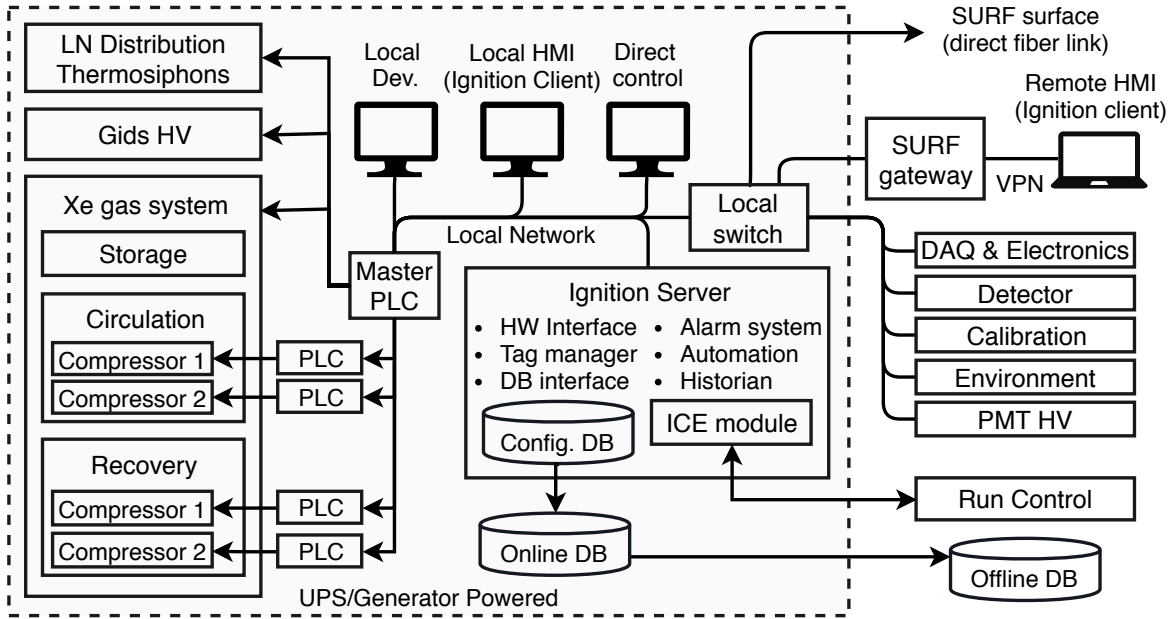 LN Distribution
Thermosiphons
Gids HV
Xe gas system
Storage
Circulation
Compressor 1
Compressor 2
Recovery
Compressor 1
Compressor 2
PLC
PLC
PLC
PLC
Master
PLC
Local
Dev.
Local HMI
(Ignition Client)
Direct
control
Local Network
Local
switch
Ignition Server
• HW Interface
• Tag manager
• DB interface
• Alarm system
• Automation
• Historian
Config. DB
ICE module
Online DB
UPS/Generator Powered
SURF surface
(direct fiber link)
Remote HMI
(Ignition client)
SURF
gateway
VPN
DAQ & Electronics
Detector
Calibration
Environment
PMT HV
Run Control
Offline DB